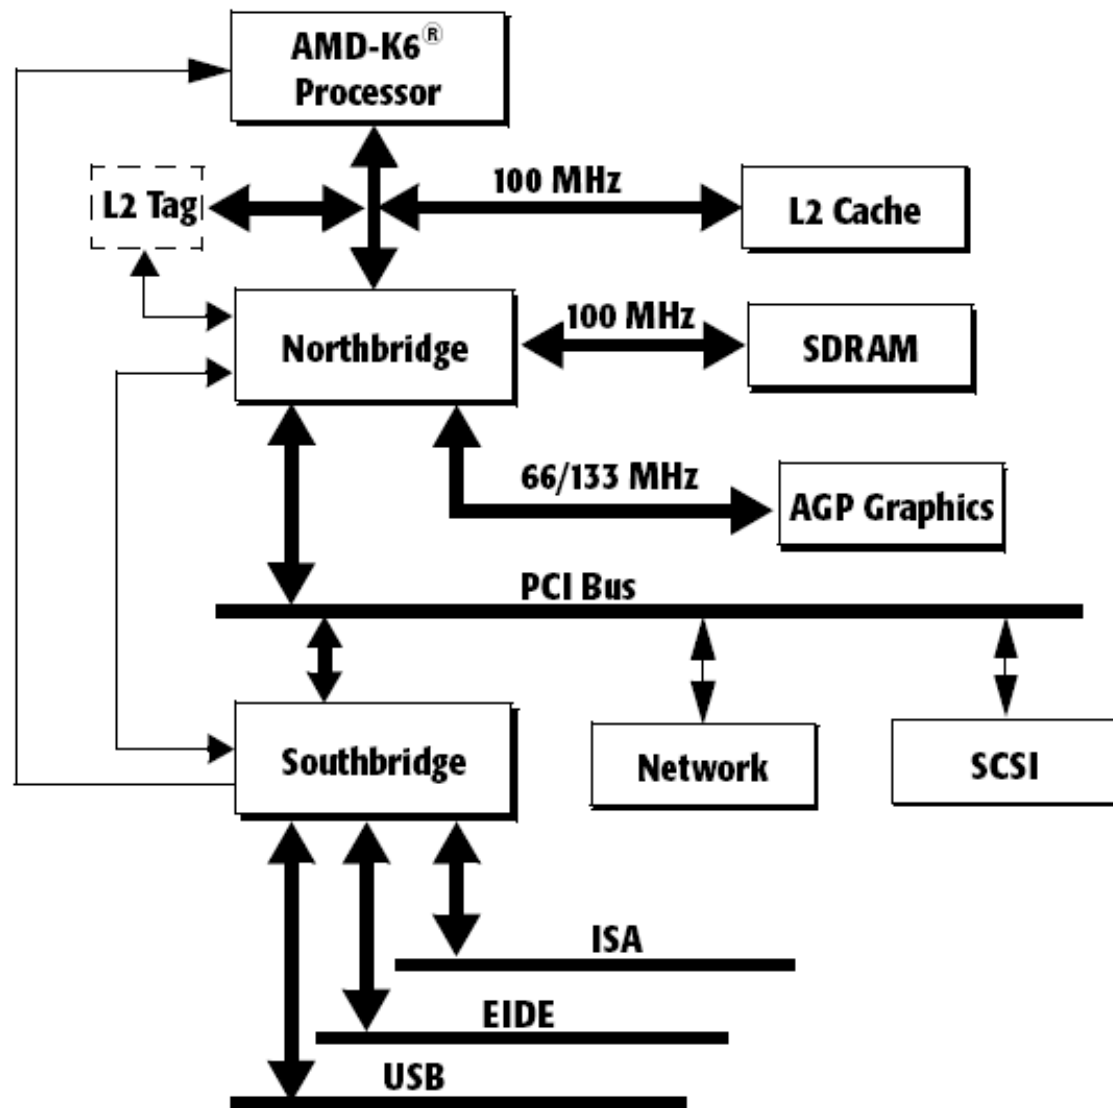 AMD-K6®
Processor
L2 Tag
100 MHz
L2 Cache
Northbridge
100 MHz
SDRAM
66/133 MHz
AGP Graphics
PCI Bus
Southbridge
Network
SCSI
ISA
EIDE
USB